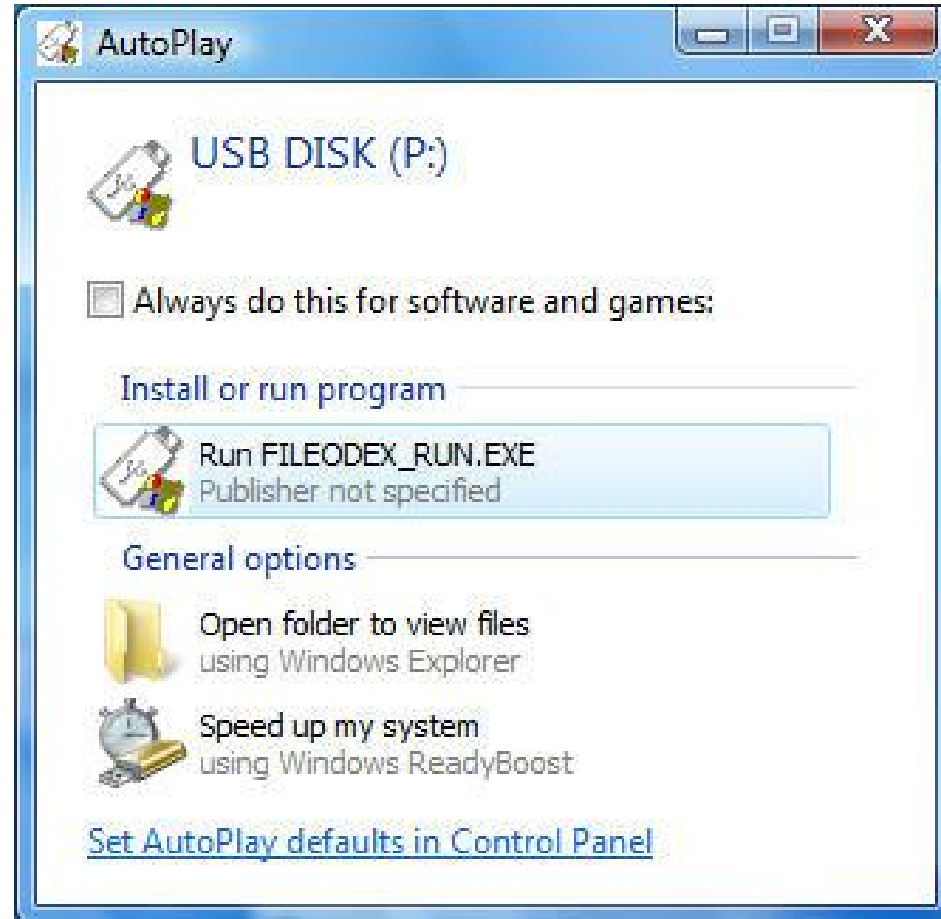 AutoPlay
USB DISK (P:)
Always do this for software and games:
Install or run program
Run FILEODEX_RUN.EXE
Publisher not specified
General options
Open folder to view files
using Windows Explorer
Speed up my system
using Windows ReadyBoost
Set AutoPlay defaults in Control Panel